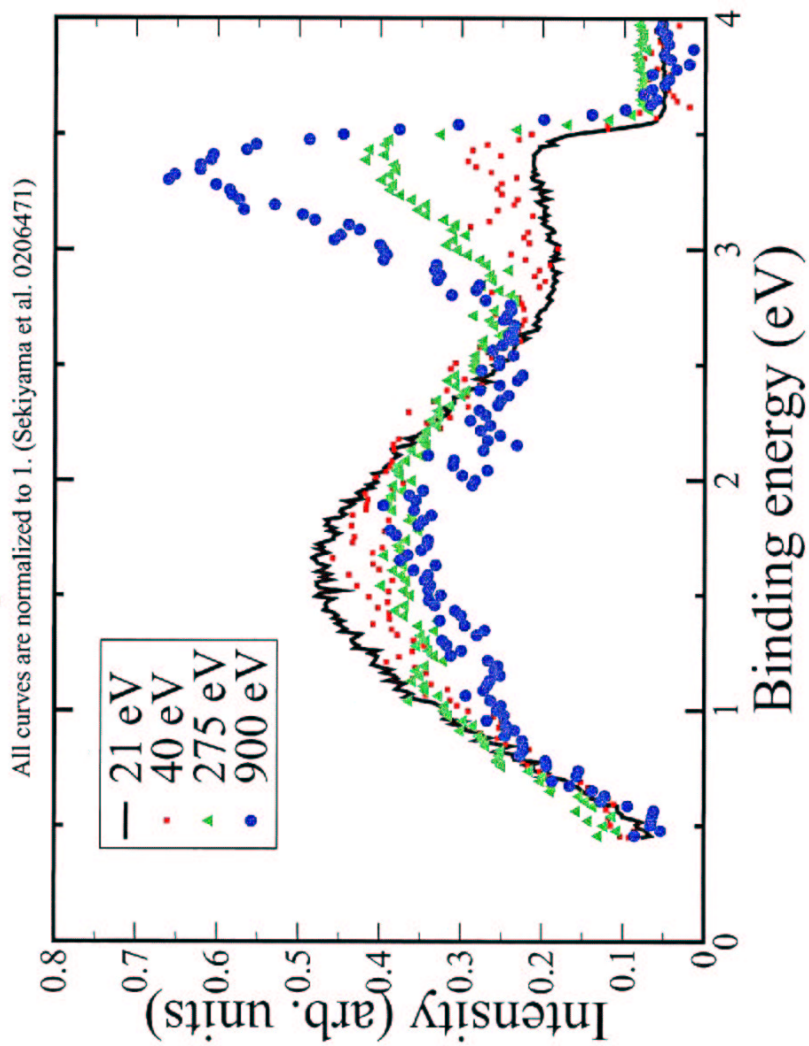 All curves are normalized to 1. (Sekiyama et al. 0206471)
Intensity (arb. units)
0.8
0.7
0.6
0.5
0.4
0.3
0.2
0.1
0
21 eV
40 eV
275 eV
900 eV
0
1
2
3
4
Binding energy (eV)